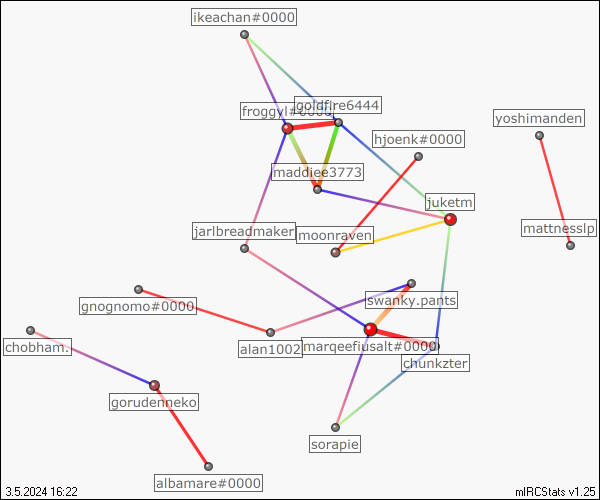 ikeachan#0000
goldfire6444
froggyl#0000
yoshimanden
hjoenk#0000
maddiee3773
juketm
mattnesslp
jarlbreadmaker
moonraven
swanky.pants
gnognomo#0000
chobham.
alan1002
marqeefiusalt#0000
chunkzter
gorudenneko
sorapie
albamare#0000
3.5.2024 16:22
mIRCStats v1.25